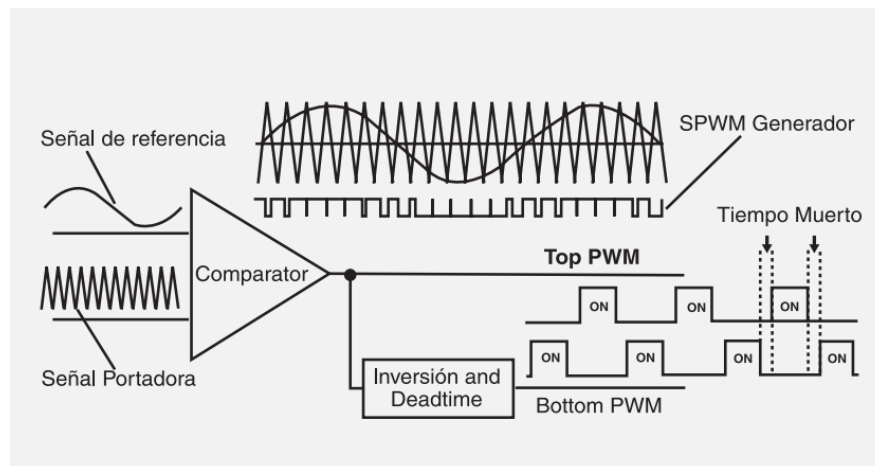 Señal de referencia
SPWM Generador
Tiempo Muerto
Comparator
Top PWM
ON
ON
ON
ON
ON
ON
ON
Señal Portadora
Inversión and
Deadtime
Bottom PWM